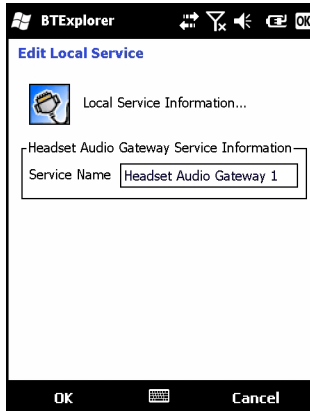 BTExplorer OK
Edit Local Service
Local Service Information...
Headset Audio Gateway Service Information
Service Name Headset Audio Gateway 1
OK Cancel